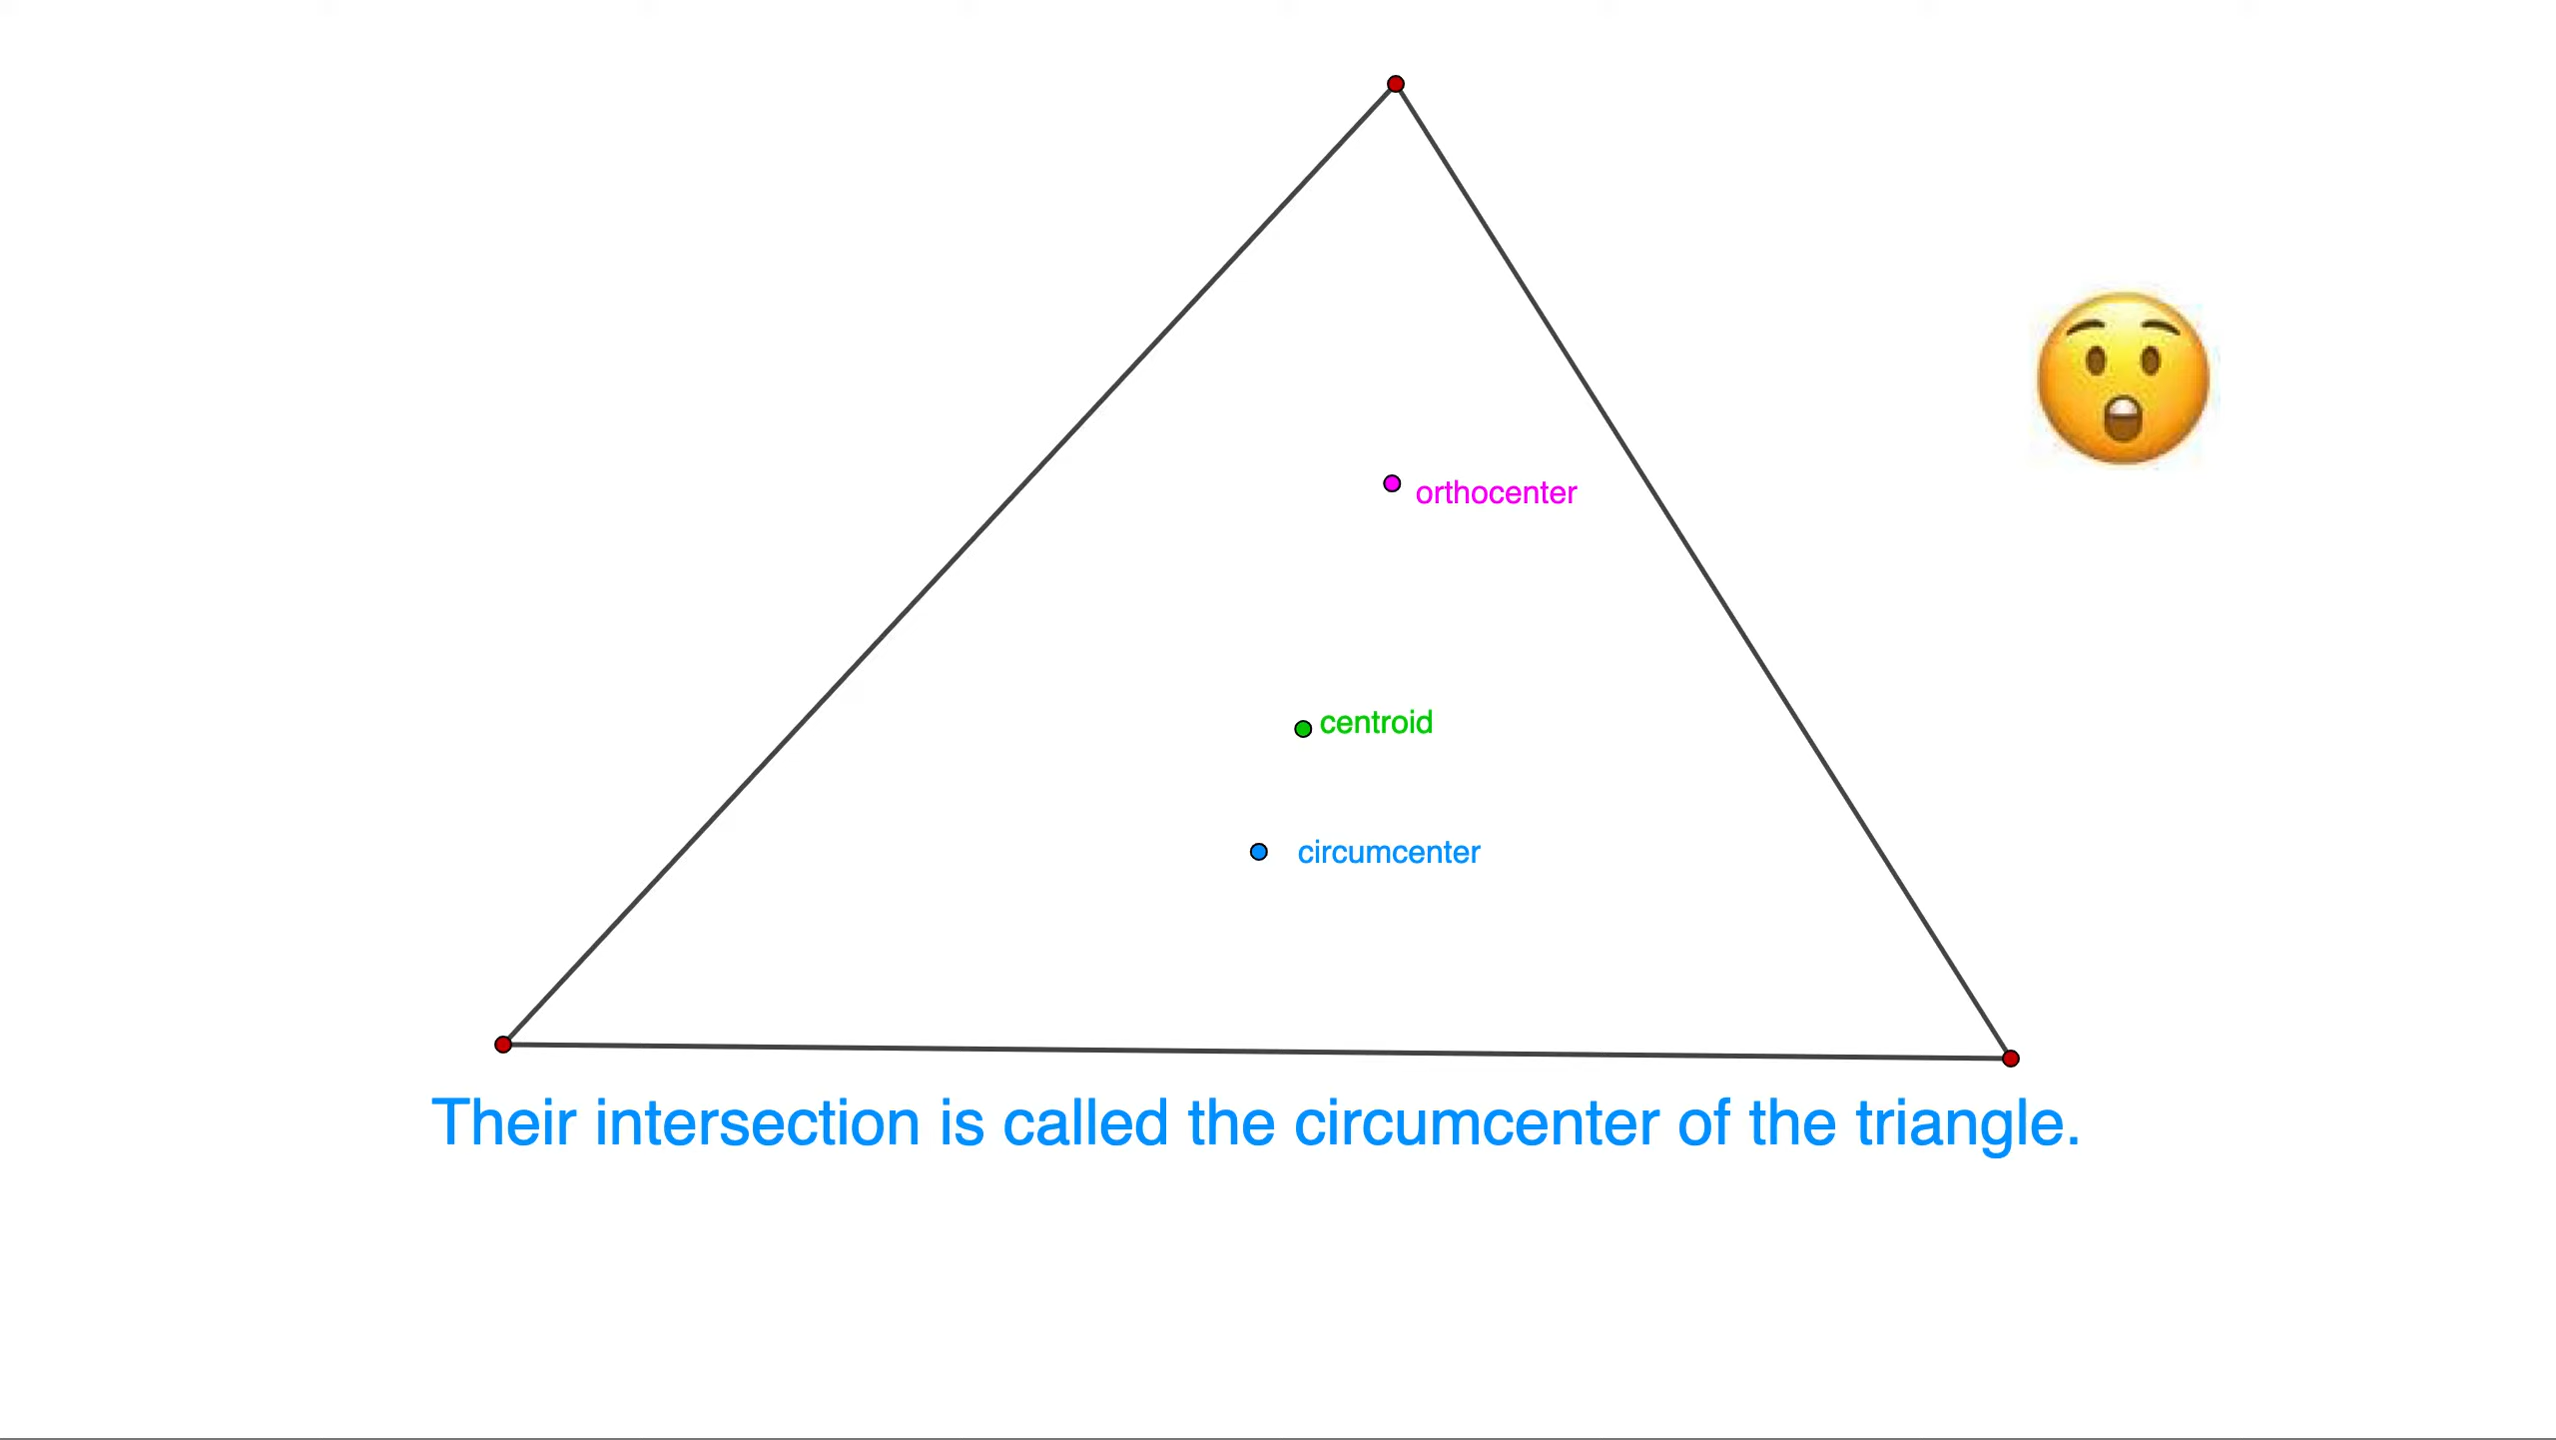 orthocenter
centroid
circumcenter
Their intersection is called the circumcenter of the triangle.